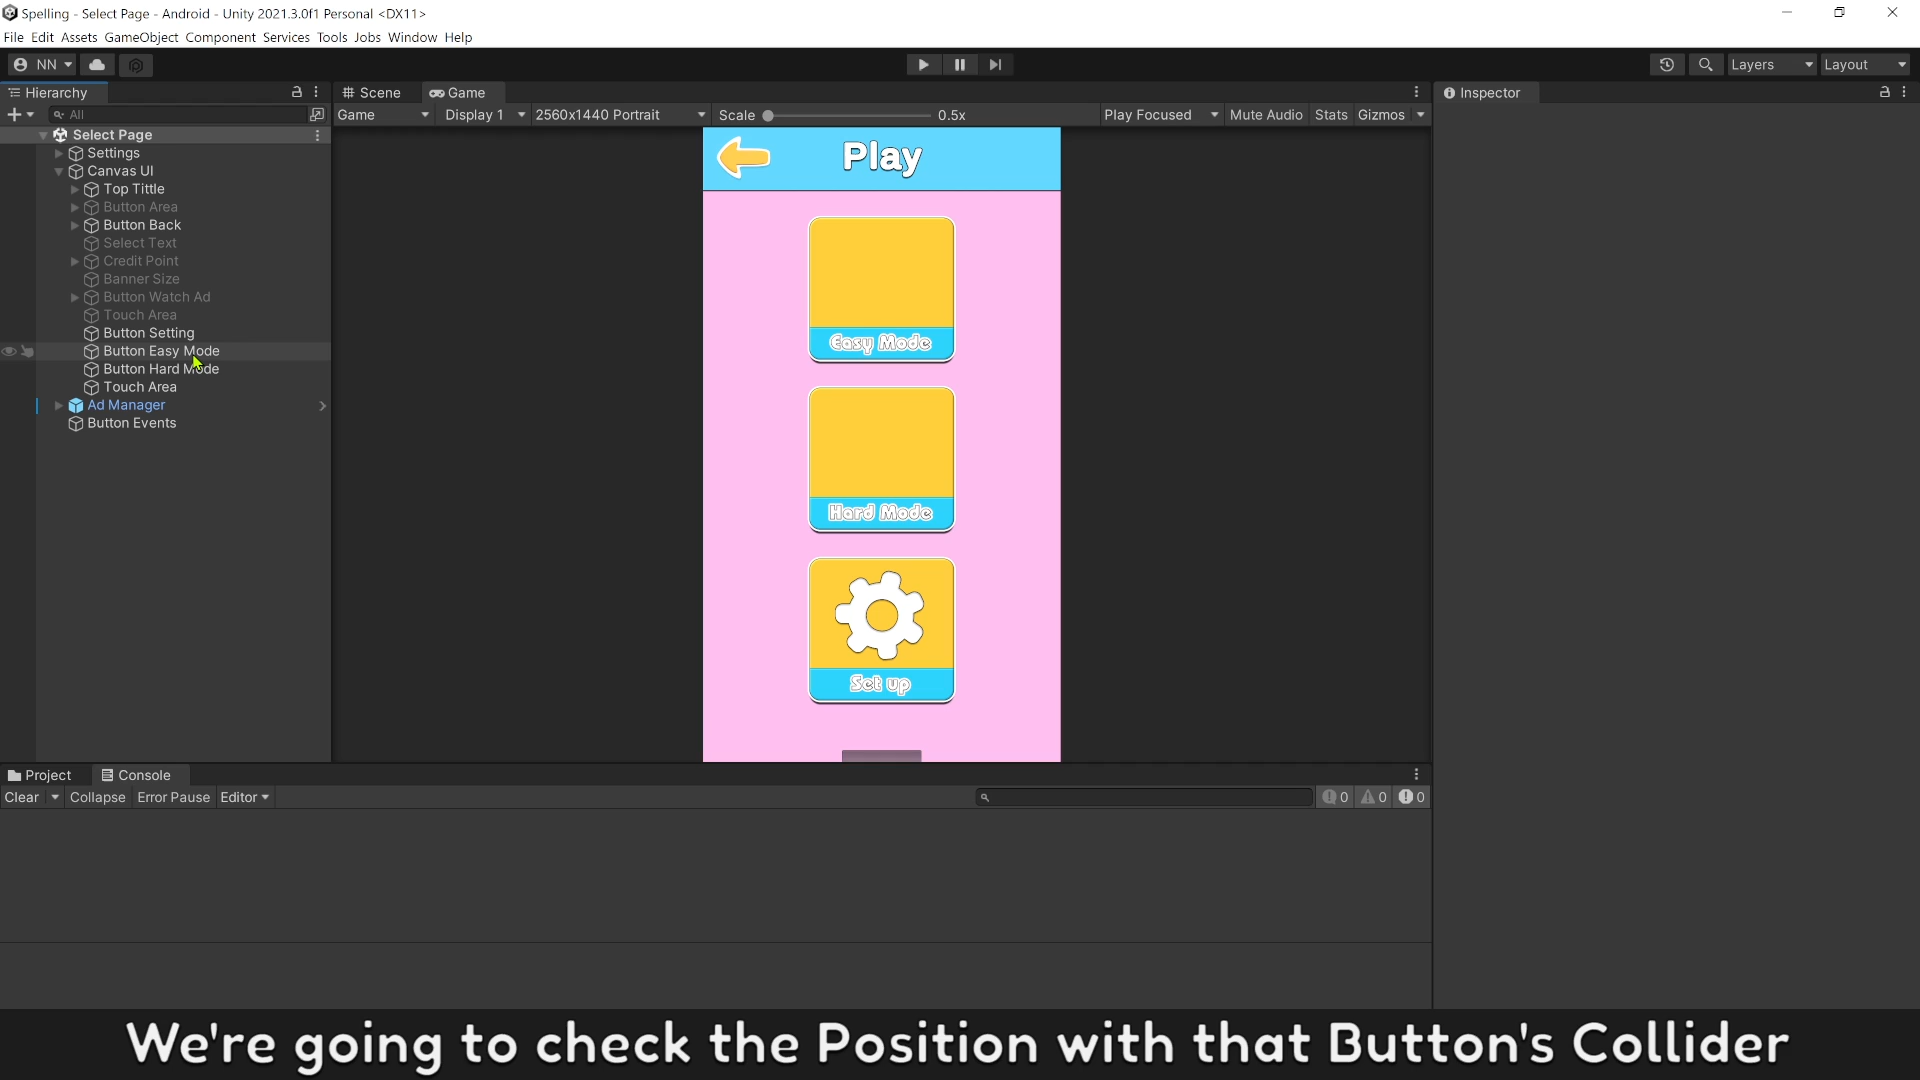 Spelling - Select Page - Android - Unity 2021.3.0f1 Personal <DX11>
File Edit Assets GameObject Component Services Tools Jobs Window Help
NN Layers Layout
Hierarchy Scene Game Inspector
All Game Display 1 2560x1440 Portrait Scale 0.5x Play Focused Mute Audio Stats Gizmos
Select Page
Settings
Canvas UI
Top Tittle
Button Area
Button Back
Select Text
Credit Point
Banner Size
Button Watch Ad
Touch Area
Button Setting
Button Easy Mode
Button Hard Mode
Touch Area
Ad Manager
Button Events
Play
Easy Mode
Hard Mode
Set up
Project Console
Clear Collapse Error Pause Editor 0 0 0
We're going to check the Position with that Button's Collider